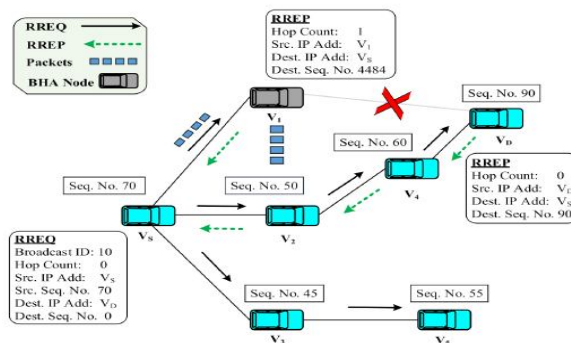 RREQ
RREP
Packets
BHA Node
RREP
Hop Count: 1
Src. IP Add: V1
Dest. IP Add: VS
Dest. Seq. No. 4484
V1
Seq. No. 90
VD
Seq. No. 60
V4
RREP
Hop Count: 0
Src. IP Add: VD
Dest. IP Add: VS
Dest. Seq. No. 90
Seq. No. 70
VS
Seq. No. 50
V2
RREQ
Broadcast ID: 10
Hop Count: 0
Src. IP Add: VS
Src. Seq. No. 70
Dest. IP Add: VD
Dest. Seq. No. 0
Seq. No. 45
V3
Seq. No. 55